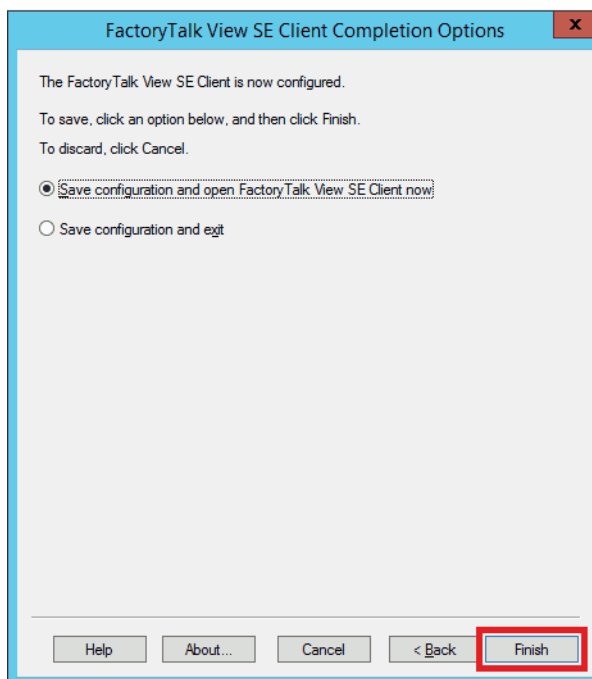 FactoryTalk View SE Client Completion Options
x
The FactoryTalk View SE Client is now configured.
To save, click an option below, and then click Finish.
To discard, click Cancel.
Save configuration and open FactoryTalk View SE Client now
Save configuration and exit
Help About... Cancel < Back Finish